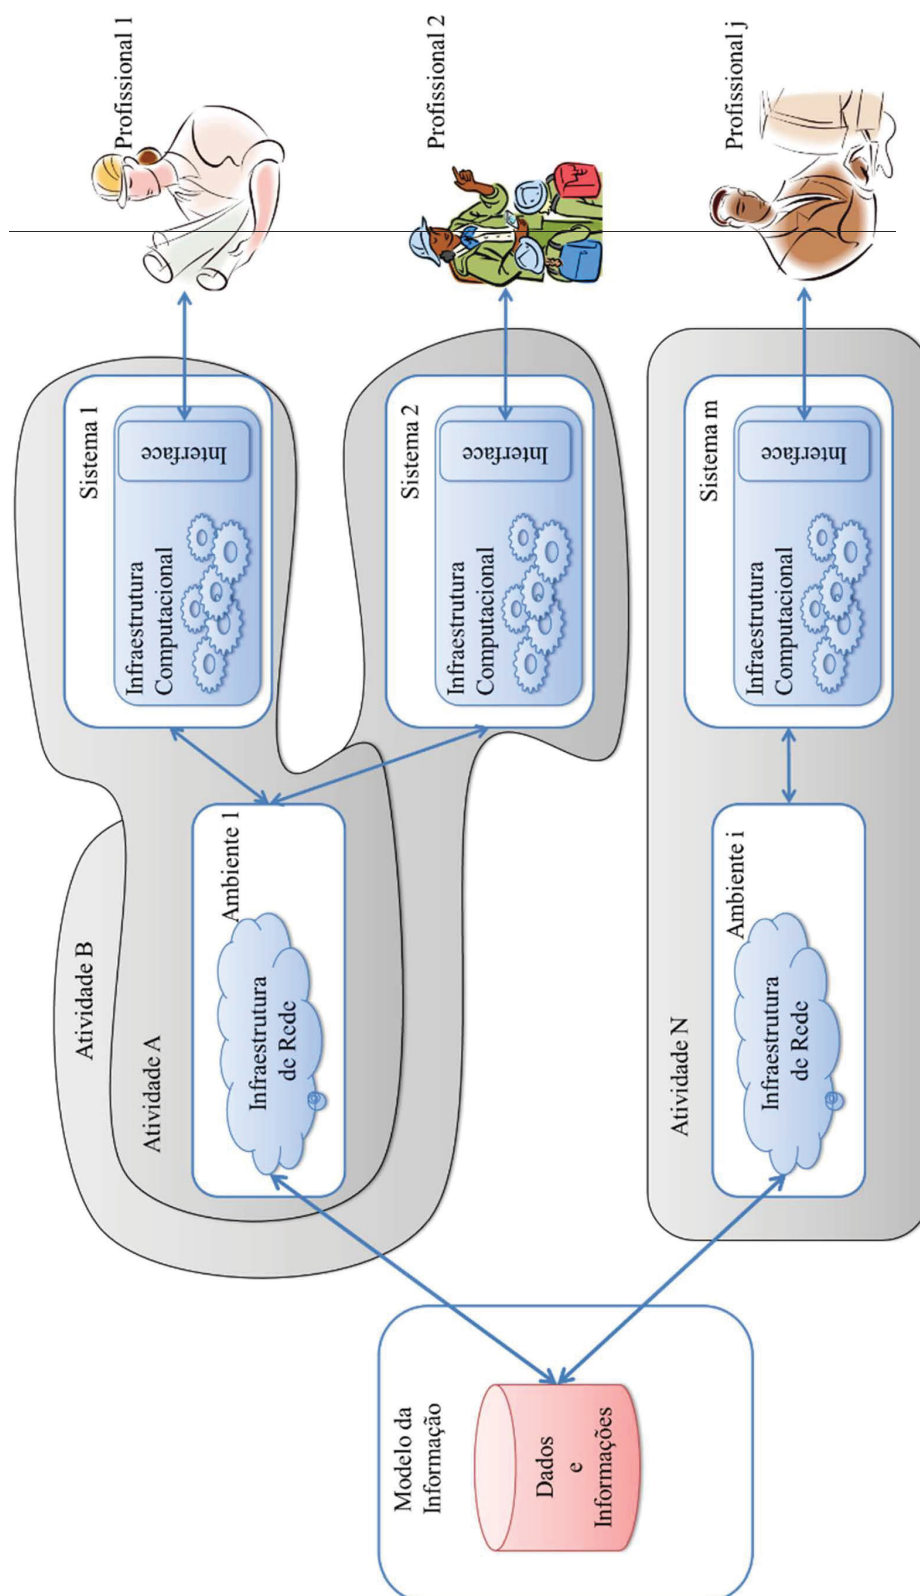 Modelo da
Informação
Dados
e
Informações
Atividade B
Atividade A
Ambiente 1
Infraestrutura
de Rede
Sistema 1
Infraestrutura
Computacional
Interface
Profissional 1
Sistema 2
Infraestrutura
Computacional
Interface
Profissional 2
Atividade N
Ambiente i
Infraestrutura
de Rede
Sistema m
Infraestrutura
Computacional
Interface
Profissional j